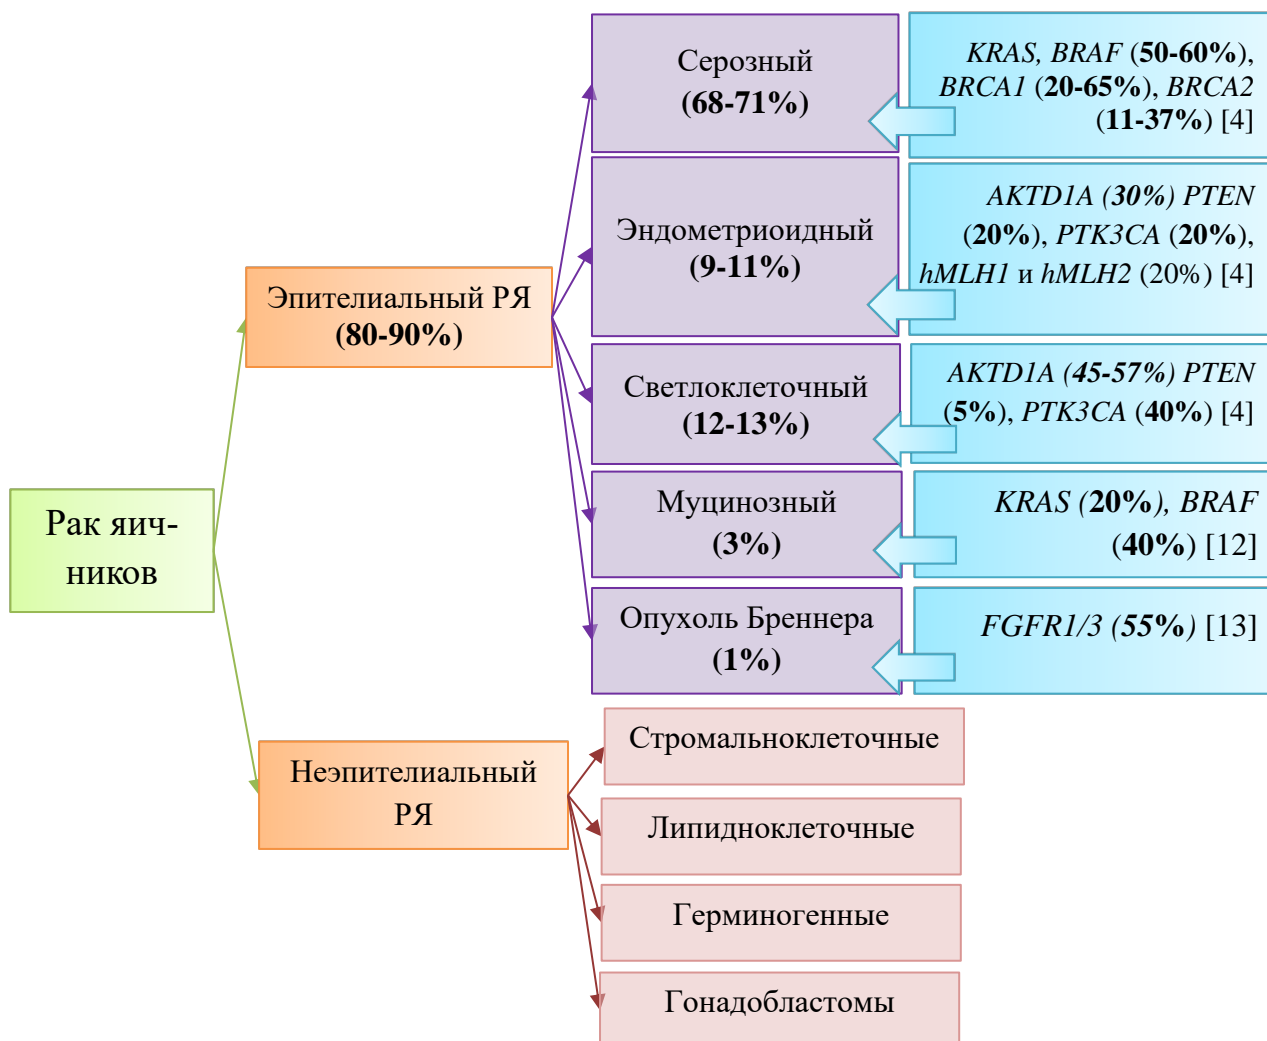 Рак яич-
ников
Эпителиальный РЯ
(80-90%)
Неэпителиальный
РЯ
Серозный
(68-71%)
KRAS, BRAF (50-60%),
BRCA1 (20-65%), BRCA2
(11-37%) [4]
Эндометриоидный
(9-11%)
AKTD1A (30%) PTEN
(20%), PTK3CA (20%),
hMLH1 и hMLH2 (20%) [4]
Светлоклеточный
(12-13%)
AKTD1A (45-57%) PTEN
(5%), PTK3CA (40%) [4]
Муцинозный
(3%)
KRAS (20%), BRAF
(40%) [12]
Опухоль Бреннера
(1%)
FGFR1/3 (55%) [13]
Стромальноклеточные
Липидноклеточные
Герминогенные
Гонадобластомы